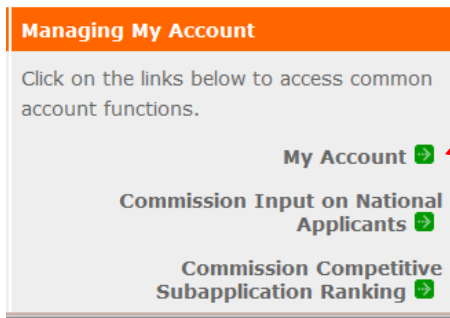 Managing My Account
Click on the links below to access common
account functions.
My Account
Commission Input on National
Applicants
Commission Competitive
Subapplication Ranking